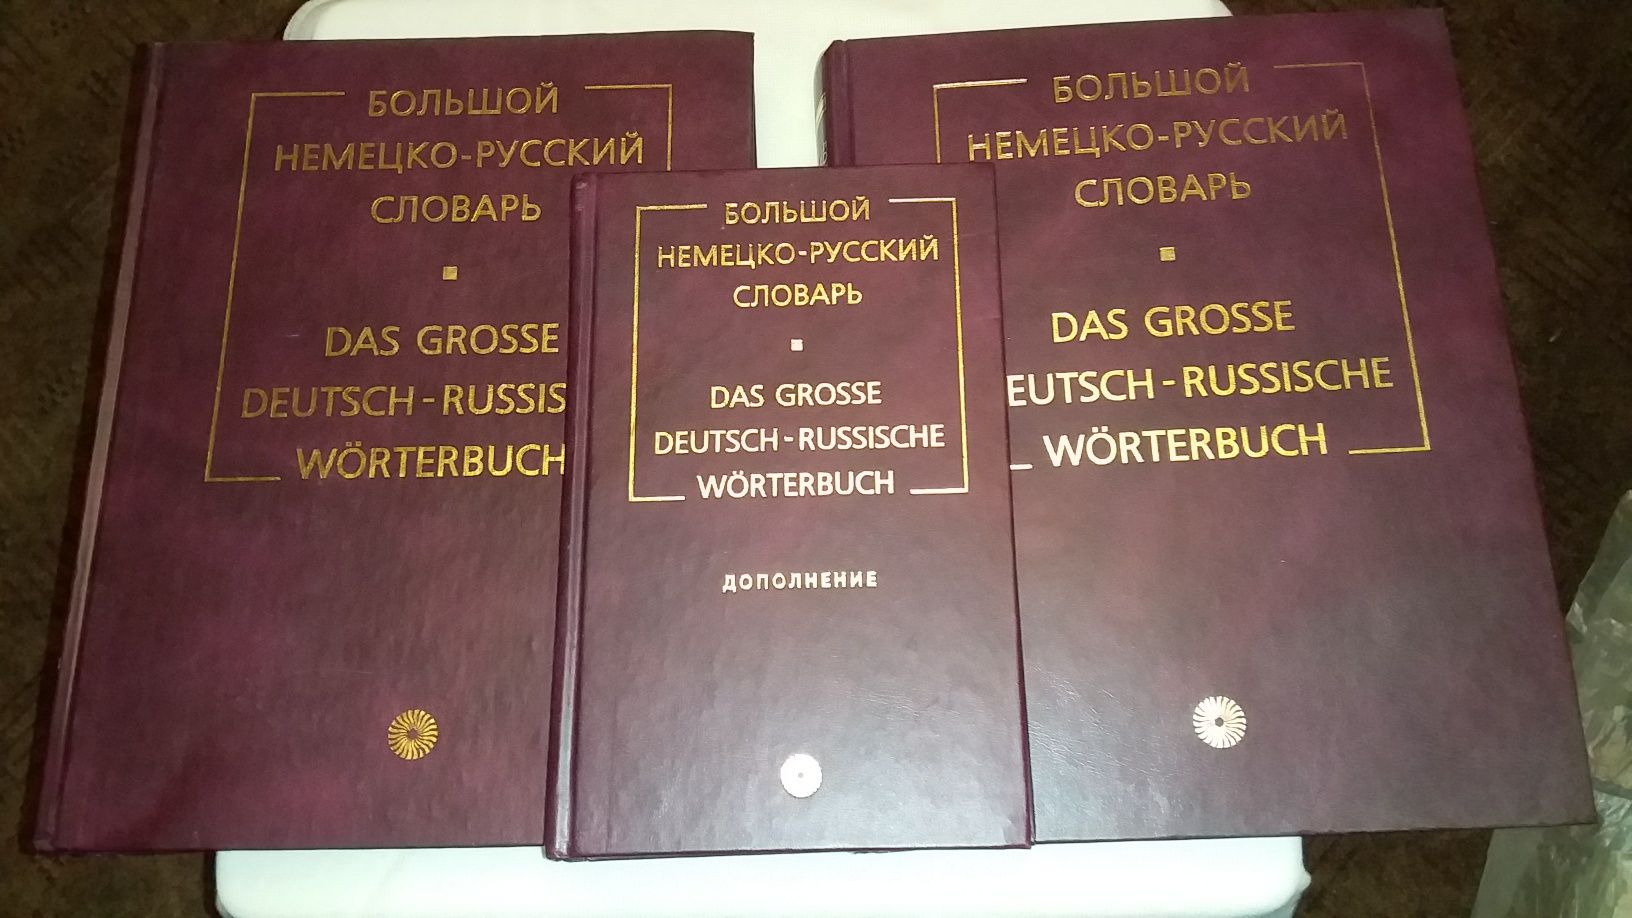 БОЛЬШОЙ
НЕМЕЦКО-РУССКИЙ
СЛОВАРЬ
DAS GROSSE
DEUTSCH-RUSSIS
WÖRTERBUCH
БОЛЬШОЙ
НЕМЕЦКО-РУССКИЙ
СЛОВАРЬ
DAS GROSSE
DEUTSCH-RUSSISCHE
WÖRTERBUCH
ДОПОЛНЕНИЕ
БОЛЬШОЙ
НЕМЕЦКО-РУССКИЙ
СЛОВАРЬ
DAS GROSSE
EUTSCH-RUSSISCHE
WÖRTERBUCH